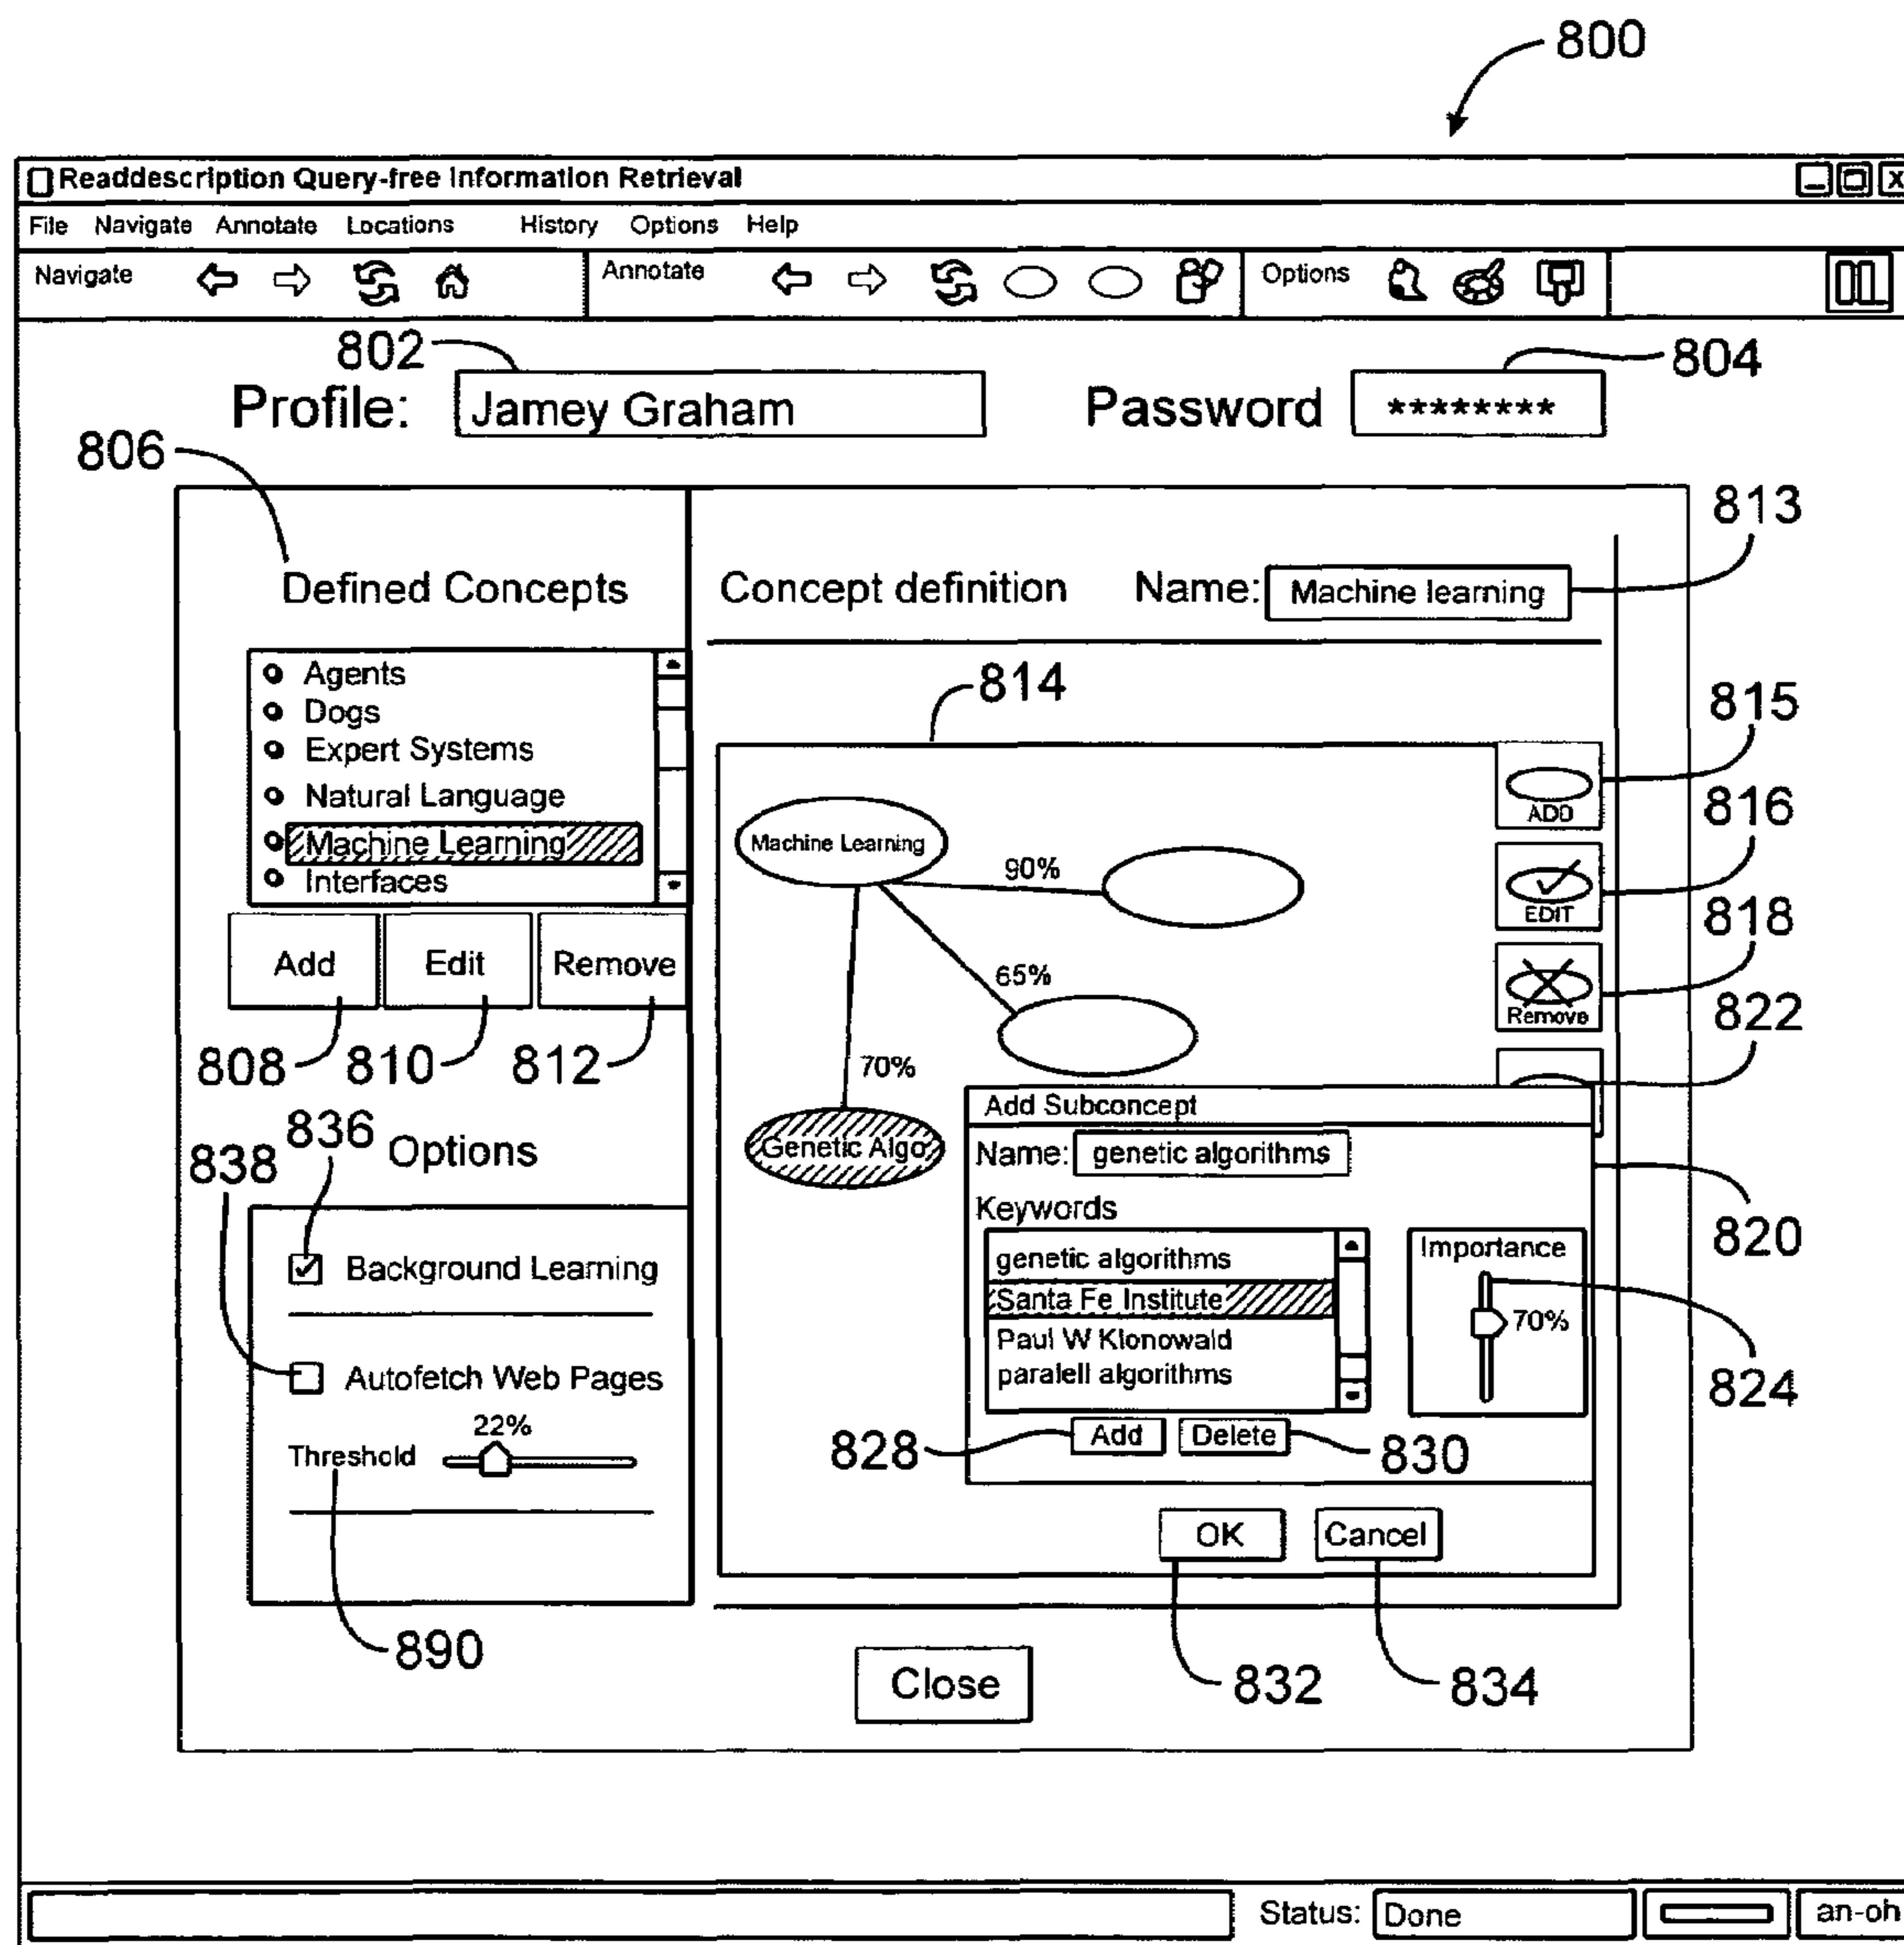 800
Readdescription Query-free Information Retrieval
File Navigate Annotate Locations History Options Help
Navigate Annotate Options
802 804
Profile: Jamey Graham Password ********
806
813
Defined Concepts Concept definition Name: Machine learning
Agents
Dogs
Expert Systems
Natural Language
Machine Learning
Interfaces
Add Edit Remove
808 810 812
814
815
ADD
816
EDIT
818
Remove
822
Machine Learning
90%
65%
70%
Genetic Algo
836
838
Options
Background Learning
Autofetch Web Pages
22%
Threshold
890
Add Subconcept
Name: genetic algorithms
820
Keywords
genetic algorithms
Santa Fe Institute
Paul W Klonowald
paralell algorithms
Importance
70%
824
828 Add Delete 830
OK Cancel
832 834
Close
Status: Done an-oh